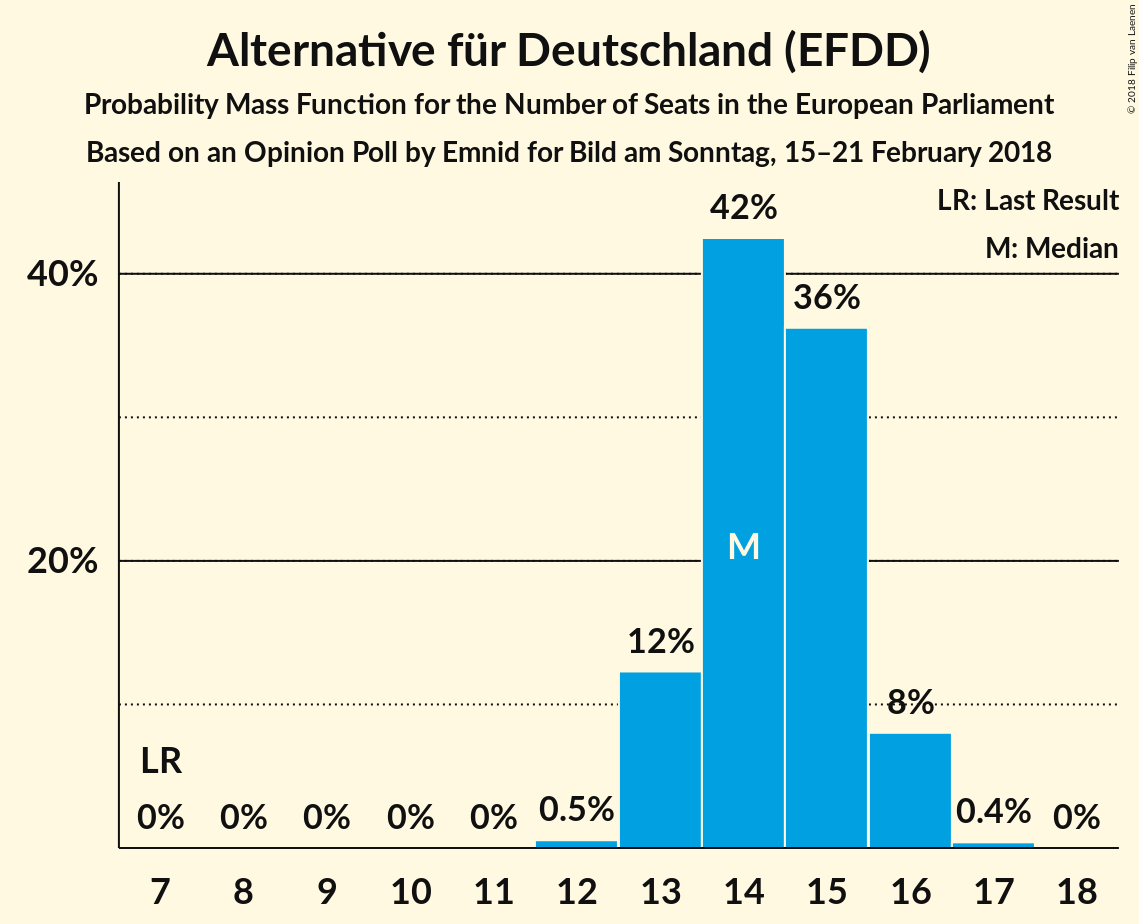 Alternative für Deutschland (EFDD)
Probability Mass Function for the Number of Seats in the European Parliament
Based on an Opinion Poll by Emnid for Bild am Sonntag, 15–21 February 2018
© 2018 Filip van Laenen
LR: Last Result
M: Median
42%
40%
36%
M
20%
12%
8%
LR
0% 0% 0% 0% 0% 0.5% 0.4% 0%
7 8 9 10 11 12 13 14 15 16 17 18